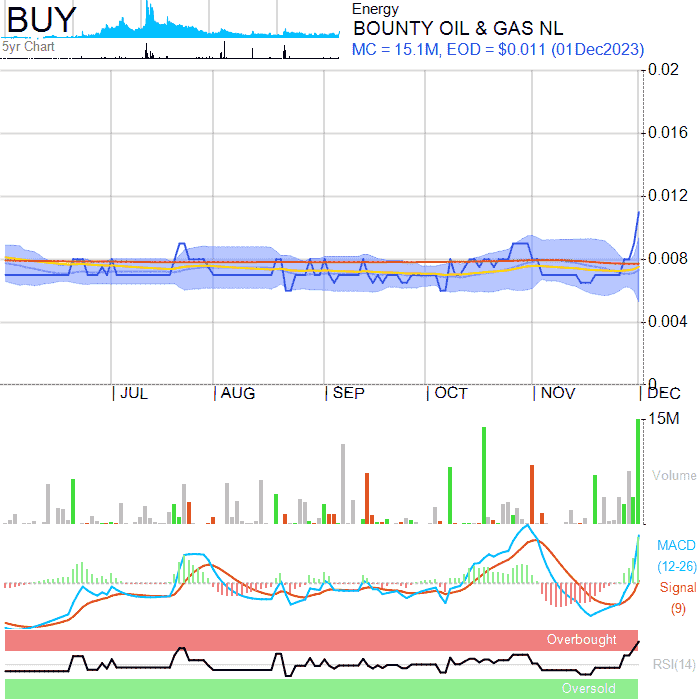 BUY
5yr Chart
Energy
BOUNTY OIL & GAS NL
MC = 15.1M, EOD = $0.011 (01Dec2023)
0.02
0.016
0.012
0.008
0.004
0
JUL AUG SEP OCT NOV DEC
15M
Volume
MACD
(12-26)
Signal
(9)
Overbought
RSI(14)
Oversold